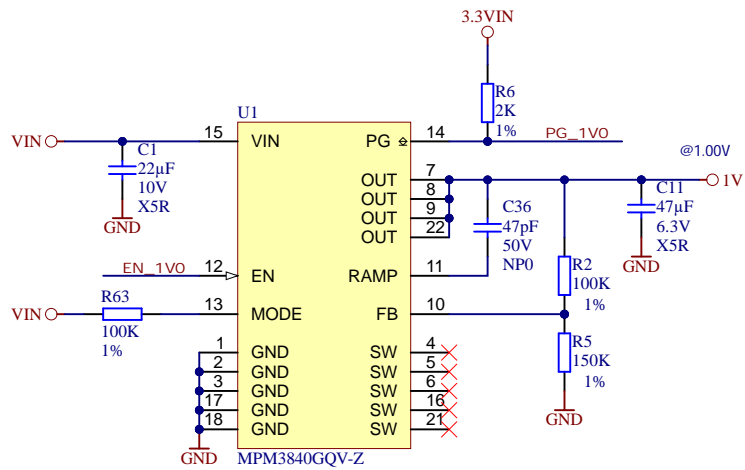 3.3VIN
R6
2K
1%
U1
VIN
15
VIN
PG
14
PG_1V0
C1
22µF
10V
X5R
GND
@1.00V
OUT
7
1V
OUT
8
OUT
9
OUT
22
C36
47pF
50V
NP0
C11
47µF
6.3V
X5R
GND
EN_1V0
12
EN
RAMP
11
R2
100K
1%
VIN
R63
100K
1%
13
MODE
FB
10
R5
150K
1%
GND
1
GND
SW
4
2
GND
SW
5
3
GND
SW
6
17
GND
SW
16
18
GND
SW
21
GND
MPM3840GQV-Z